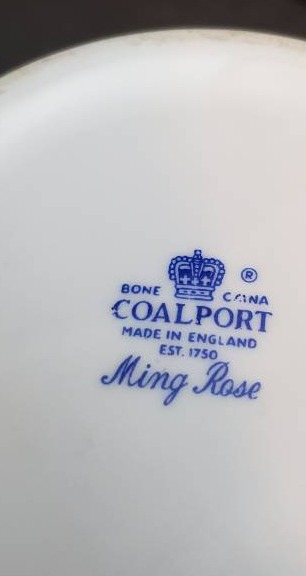 ®
BONE CHINA
COALPORT
MADE IN ENGLAND
EST. 1750
Ming Rose